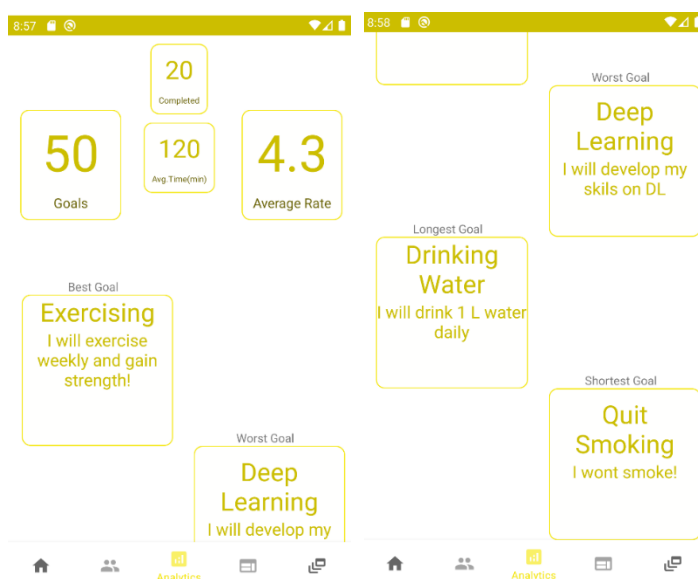 8:57
20
Completed
50
Goals
120
Avg.Time(min)
4.3
Average Rate
Best Goal
Exercising
I will exercise
weekly and gain
strength!
Worst Goal
Deep
Learning
I will develop my
Analytics
8:58
Worst Goal
Deep
Learning
I will develop my
skils on DL
Longest Goal
Drinking
Water
I will drink 1 L water
daily
Shortest Goal
Quit
Smoking
I wont smoke!
Analytics